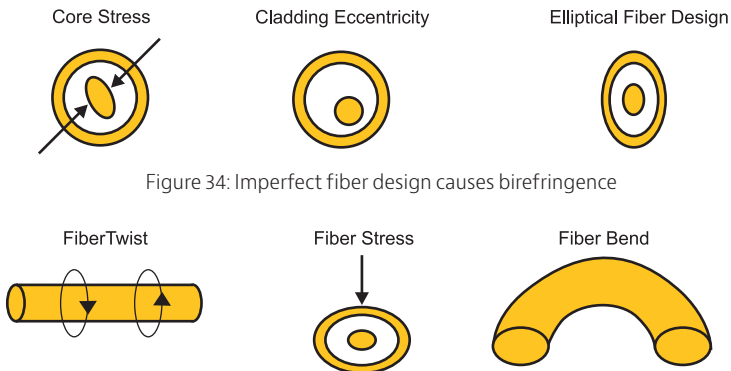 Core Stress
Cladding Eccentricity
Elliptical Fiber Design
Figure 34: Imperfect fiber design causes birefringence
FiberTwist
Fiber Stress
Fiber Bend